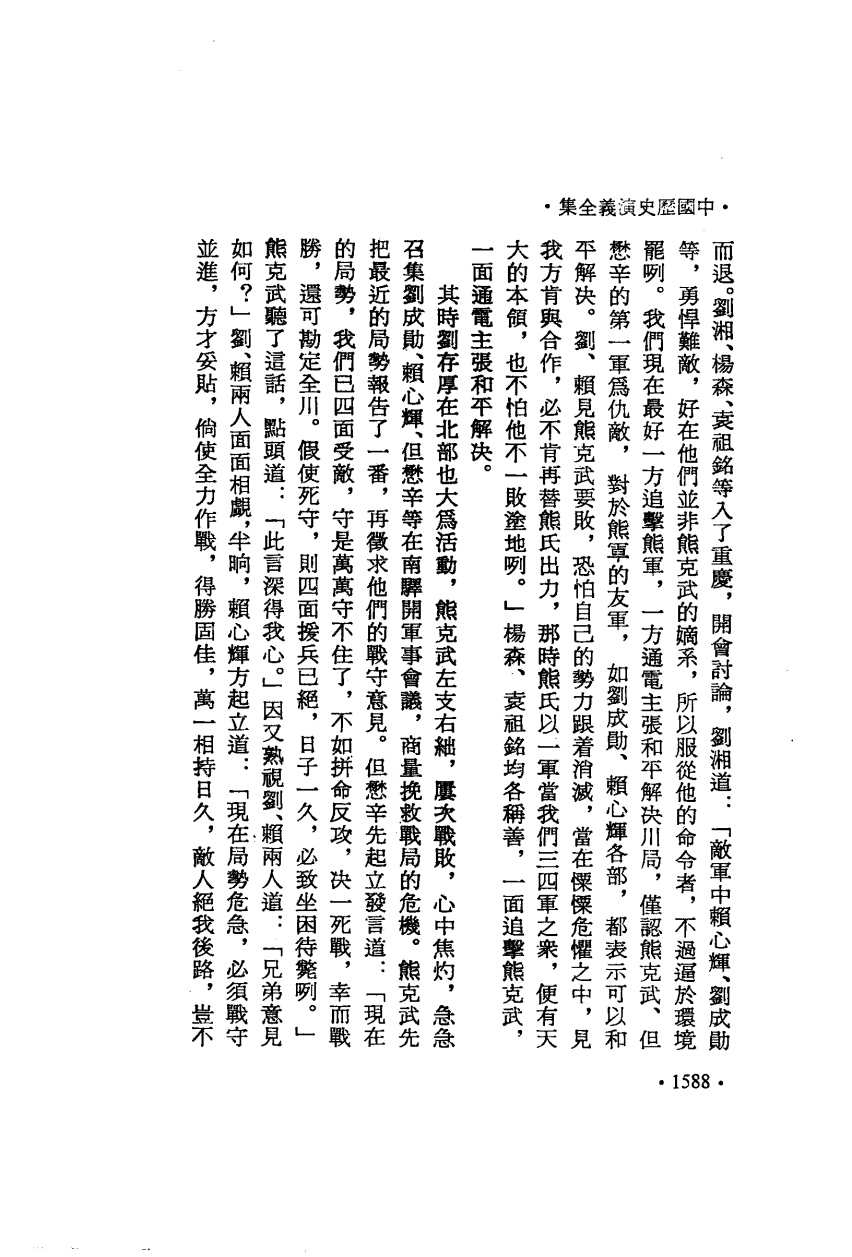 •中國歷史演義全集•
而退。劉湘、楊森、袁祖銘等入了重慶，開會討論，劉湘道：「敵軍中賴心輝、劉成勛
等，勇悍難敵，好在他們並非熊克武的嫡系，所以服從他的命令者，不過逼於環境
罷咧。我們現在最好一方追擊熊軍，一方通電主張和平解決川局，僅認熊克武、但
懋辛的第一軍爲仇敵，對於熊軍的友軍，如劉成勛、賴心輝各部，都表示可以和
平解决。劉、賴見熊克武要敗，恐怕自己的勢力跟着消滅，當在慄慄危懼之中，見
我方肯與合作，必不肯再替熊氏出力，那時熊氏以一軍當我們三四軍之衆，便有天
大的本領，也不怕他不一敗塗地咧。」楊森、袁祖銘均各稱善，一面追擊熊克武，
一面通電主張和平解决。
其時劉存厚在北部也大爲活動，熊克武左支右絀，屢次戰敗，心中焦灼，急急
召集劉成勛、賴心輝、但懋辛等在南驛開軍事會議，商量挽救戰局的危機。熊克武先
把最近的局勢報告了一番，再徵求他們的戰守意見。但懋辛先起立發言道：「現在
的局勢，我們已四面受敵，守是萬萬守不住了，不如拼命反攻，决一死戰，幸而戰
勝，還可勘定全川。假使死守，則四面援兵已絕，日子一久，必致坐困待斃咧。」
熊克武聽了這話，點頭道：「此言深得我心。」因又熟視劉、賴兩人道：「兄弟意見
如何？」劉、賴兩人面面相覷，半晌，賴心輝方起立道：「現在局勢危急，必須戰守
並進，方才妥貼，倘使全力作戰，得勝固佳，萬一相持日久，敵人絕我後路，豈不
•1588•